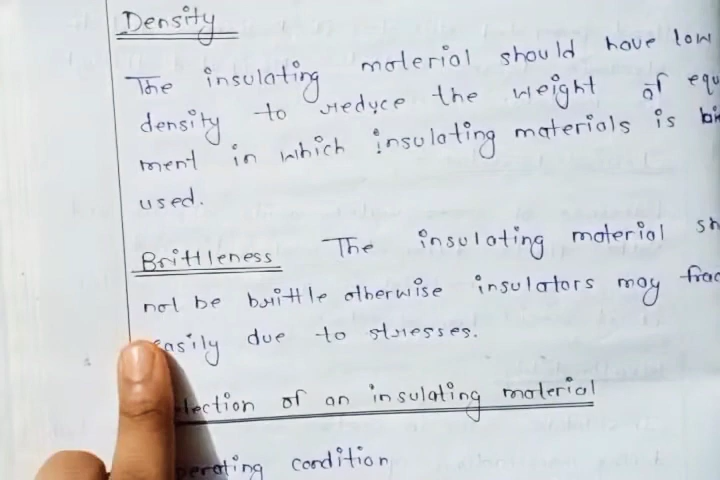 Density
The insulating material should have low
density to reduce the weight of equ
ment in which insulating materials is bi
used.
Brittleness The insulating material sh
not be brittle otherwise insulators may frac
easily due to stresses.
lection of an insulating material
perating condition